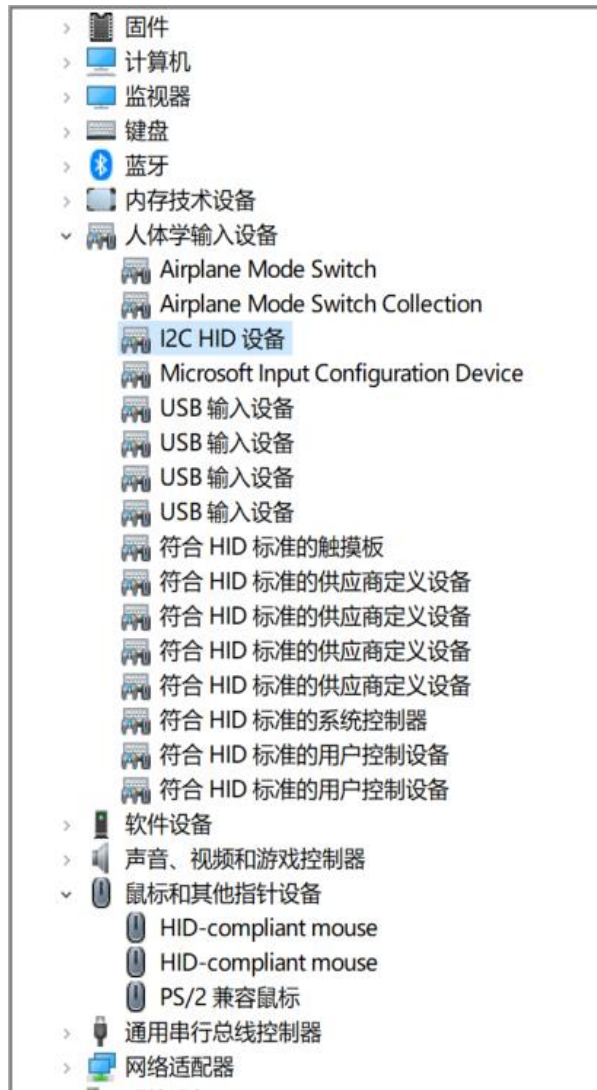 固件
计算机
监视器
键盘
蓝牙
内存技术设备
人体学输入设备
Airplane Mode Switch
Airplane Mode Switch Collection
I2C HID 设备
Microsoft Input Configuration Device
USB 输入设备
USB 输入设备
USB 输入设备
USB 输入设备
符合 HID 标准的触摸板
符合 HID 标准的供应商定义设备
符合 HID 标准的供应商定义设备
符合 HID 标准的供应商定义设备
符合 HID 标准的供应商定义设备
符合 HID 标准的系统控制器
符合 HID 标准的用户控制设备
符合 HID 标准的用户控制设备
软件设备
声音、视频和游戏控制器
鼠标和其他指针设备
HID-compliant mouse
HID-compliant mouse
PS/2 兼容鼠标
通用串行总线控制器
网络适配器